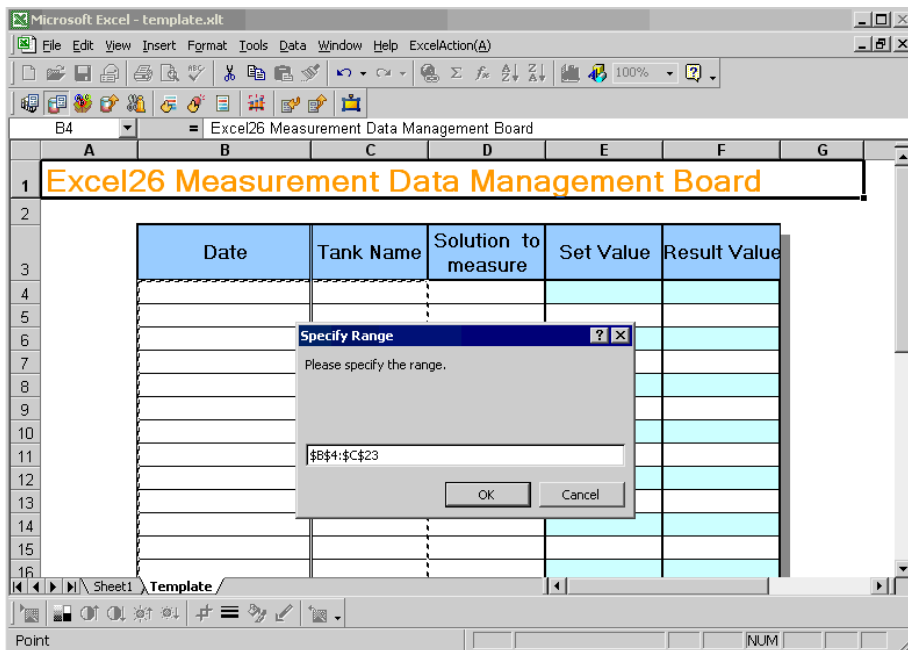 Microsoft Excel - template.xlt
File Edit View Insert Format Tools Data Window Help ExcelAction(A)
100%
B4 = Excel26 Measurement Data Management Board
A B C D E F G
1 Excel26 Measurement Data Management Board
2
3 Date Tank Name Solution to measure Set Value Result Value
4
5
6
7
8
9
10
11
12
13
14
15
16
Specify Range
Please specify the range.
$B$4:$C$23
OK Cancel
Sheet1 Template
Point NUM